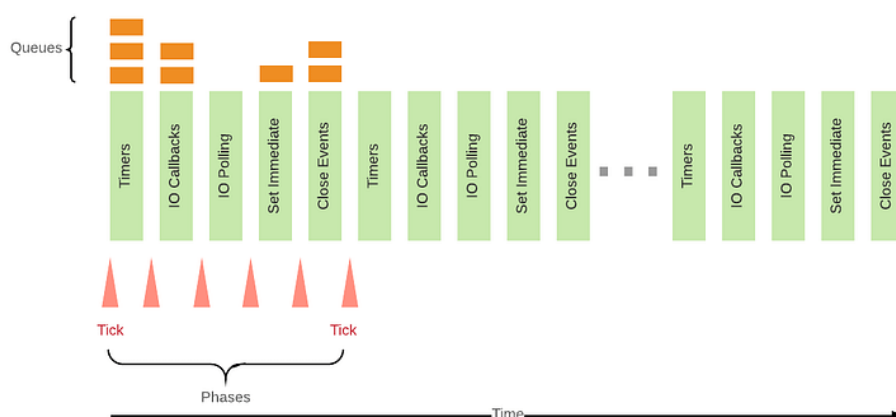 Queues
Timers
IO Callbacks
IO Polling
Set Immediate
Close Events
Timers
IO Callbacks
IO Polling
Set Immediate
Close Events
Timers
IO Callbacks
IO Polling
Set Immediate
Close Events
Tick
Tick
Phases
Time